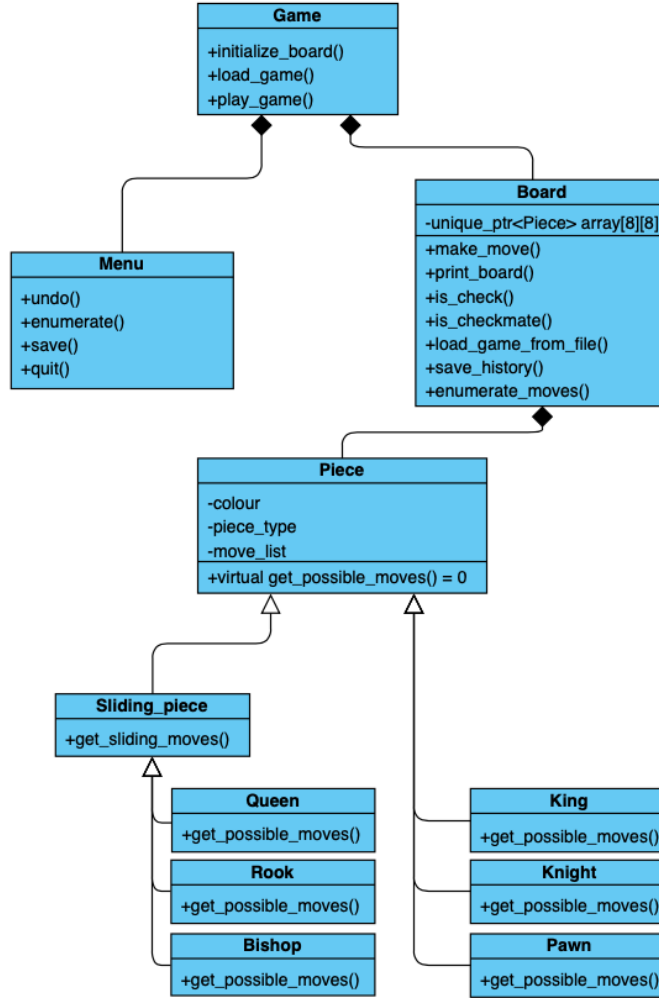 Game
+initialize_board()
+load_game()
+play_game()
Board
-unique_ptr<Piece> array[8][8]
+make_move()
+print_board()
+is_check()
+is_checkmate()
+load_game_from_file()
+save_history()
+enumerate_moves()
Menu
+undo()
+enumerate()
+save()
+quit()
Piece
-colour
-piece_type
-move_list
+virtual get_possible_moves() = 0
Sliding_piece
+get_sliding_moves()
Queen
+get_possible_moves()
Rook
+get_possible_moves()
Bishop
+get_possible_moves()
King
+get_possible_moves()
Knight
+get_possible_moves()
Pawn
+get_possible_moves()